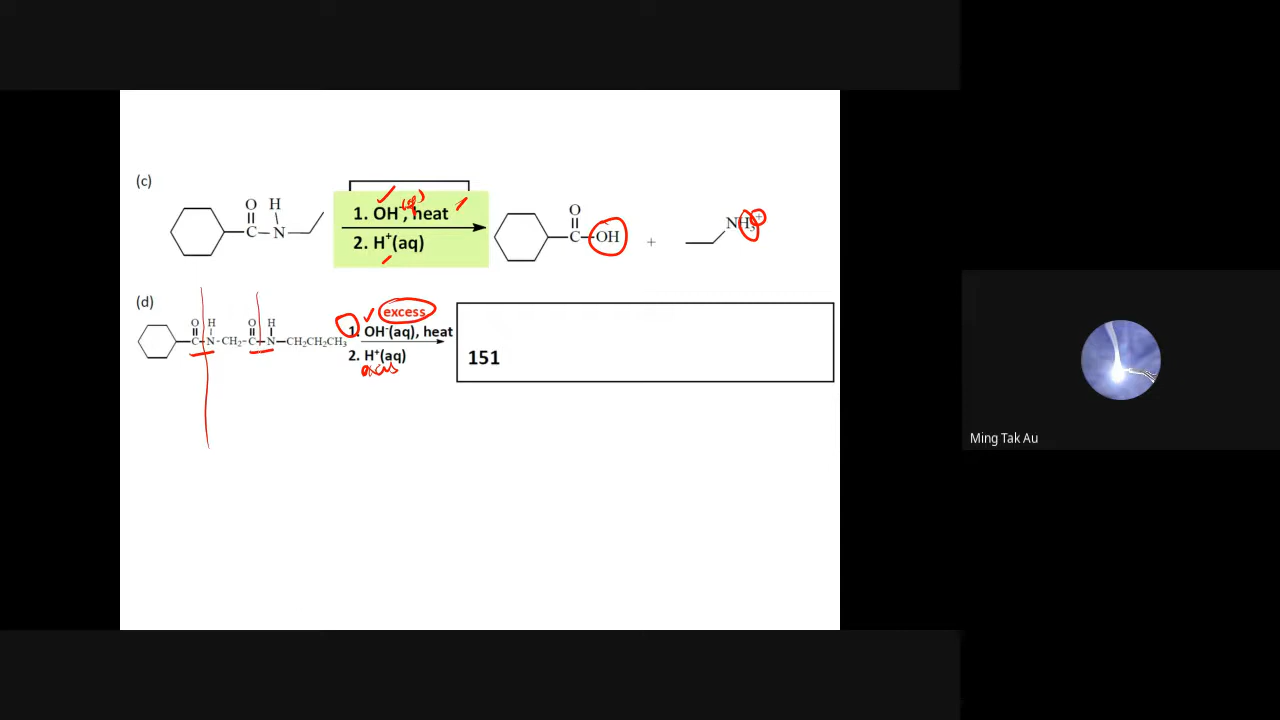 (c)
O H
C N
1. OH⁻(aq), heat
2. H⁺(aq)
O
C OH
+
NH₃⁺
(d)
O H O H
C-N-CH₂-C-N-CH₂CH₂CH₃
excess
1. OH⁻(aq), heat
2. H⁺(aq)
151
Ming Tak Au